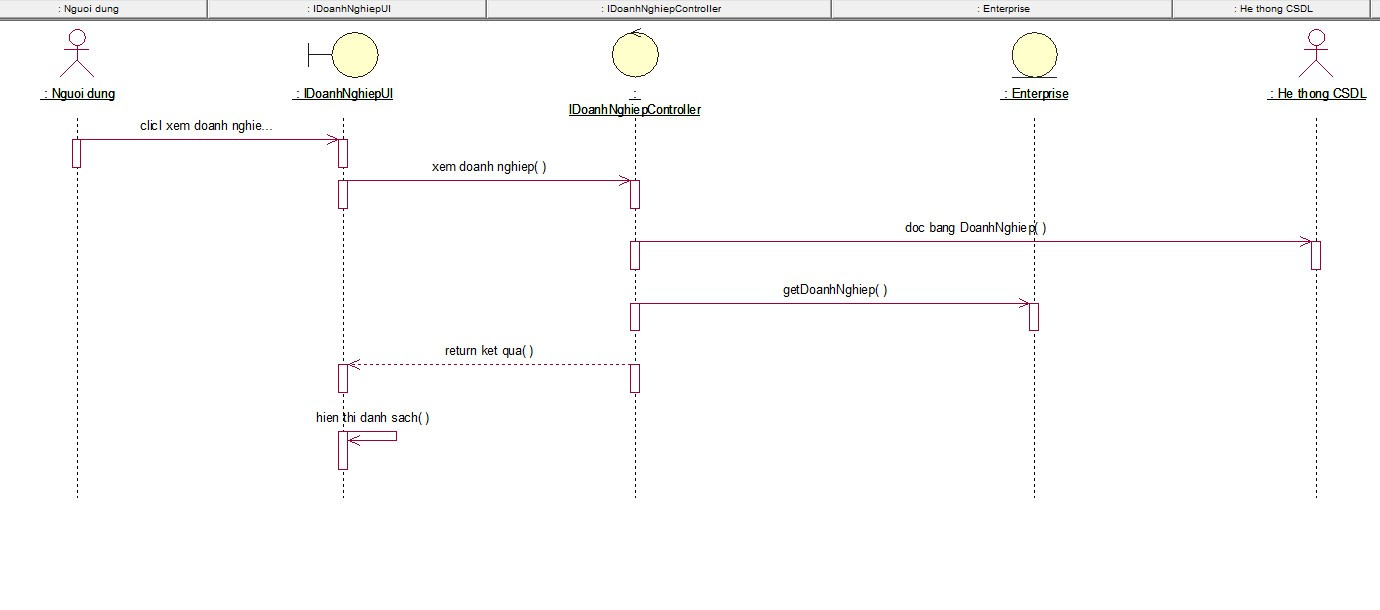 : Nguoi dung
: IDoanhNghiepUI
: IDoanhNghiepController
: Enterprise
: He thong CSDL
: Nguoi dung
: IDoanhNghiepUI
:
IDoanhNghiepController
: Enterprise
: He thong CSDL
clicl xem doanh nghie...
xem doanh nghiep( )
doc bang DoanhNghiep( )
getDoanhNghiep( )
return ket qua( )
hien thi danh sach( )